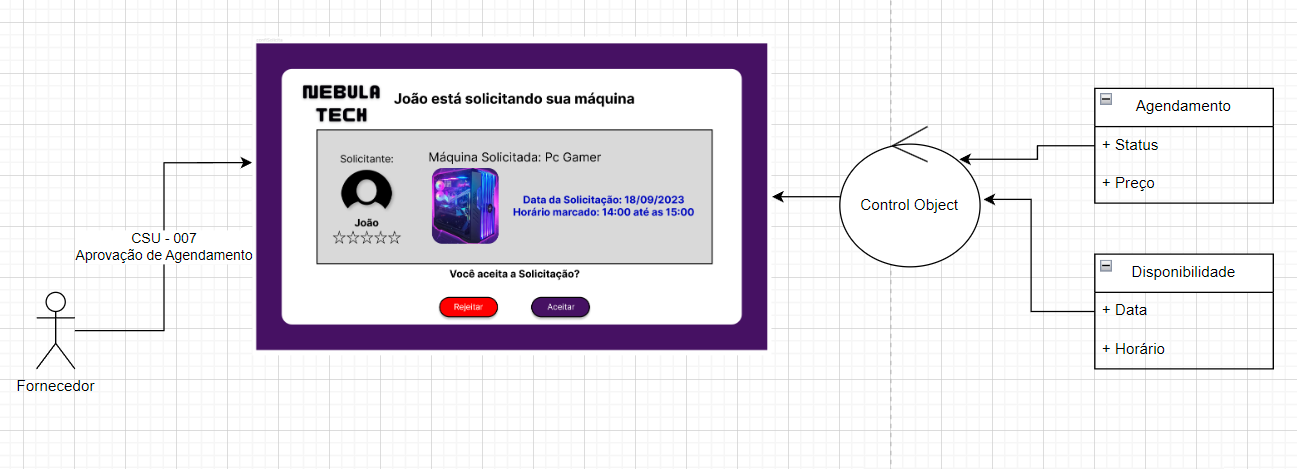 NEBULA
TECH
João está solicitando sua máquina
Solicitante:
João
Máquina Solicitada: Pc Gamer
Data da Solicitação: 18/09/2023
Horário marcado: 14:00 até as 15:00
Você aceita a Solicitação?
Rejeitar
Aceitar
CSU - 007
Aprovação de Agendamento
Fornecedor
Control Object
Agendamento
+ Status
+ Preço
Disponibilidade
+ Data
+ Horário